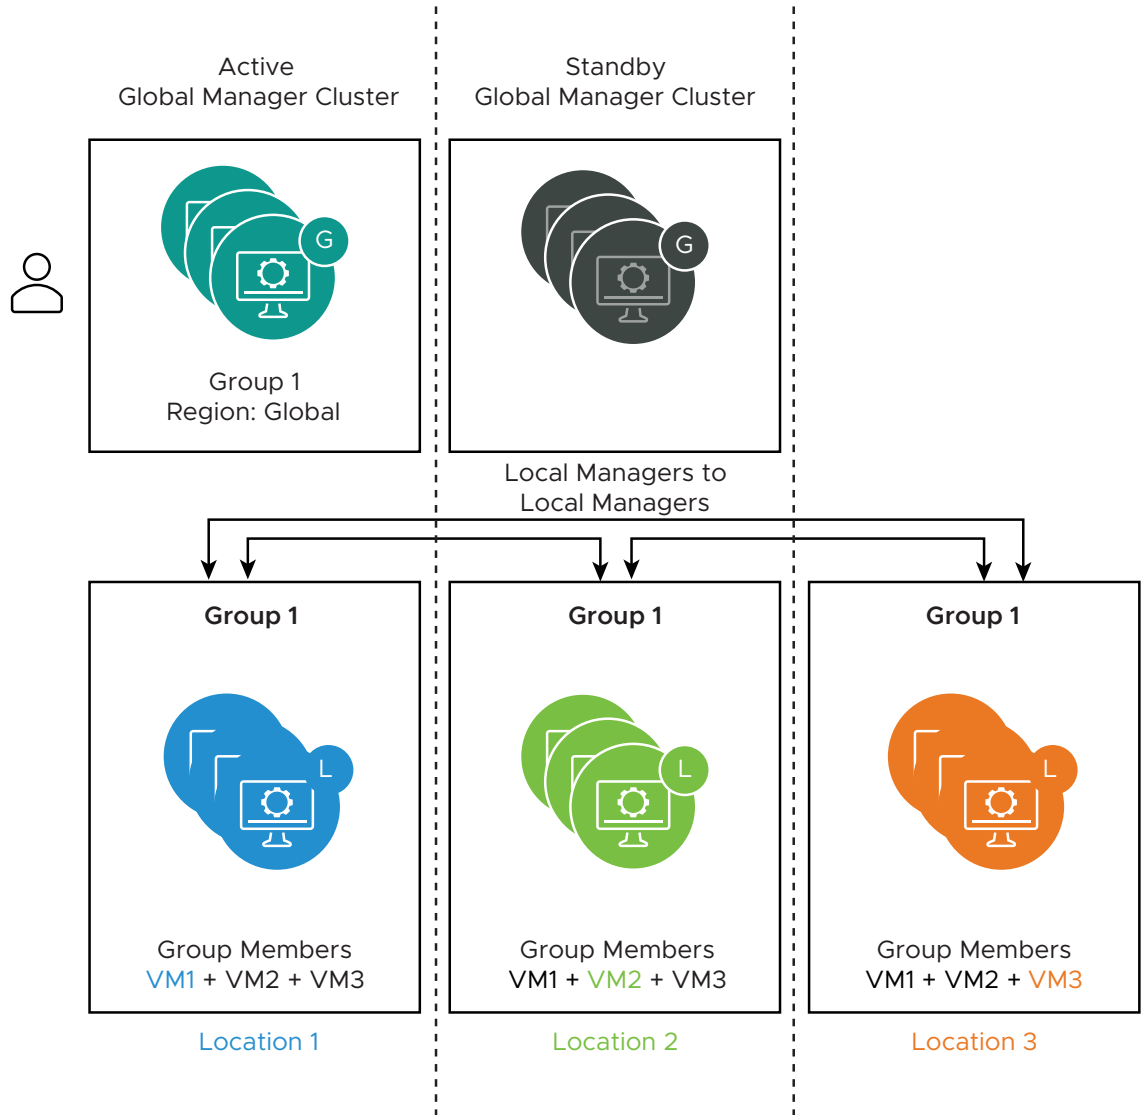 Active
Global Manager Cluster
Standby
Global Manager Cluster
G
G
Group 1
Region: Global
Local Managers to
Local Managers
Group 1
Group 1
Group 1
L
L
L
Group Members
VM1 + VM2 + VM3
Group Members
VM1 + VM2 + VM3
Group Members
VM1 + VM2 + VM3
Location 1
Location 2
Location 3